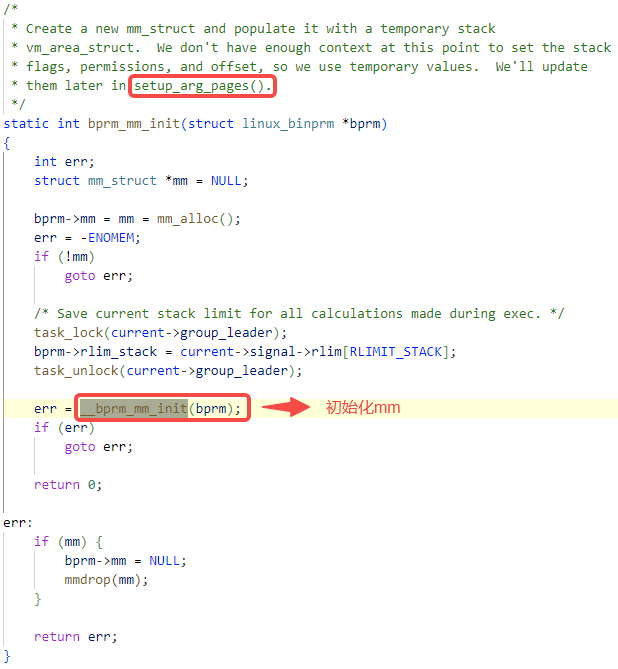 /*
 * Create a new mm_struct and populate it with a temporary stack
 * vm_area_struct.  We don't have enough context at this point to set the stack
 * flags, permissions, and offset, so we use temporary values.  We'll update
 * them later in setup_arg_pages().
 */
static int bprm_mm_init(struct linux_binprm *bprm)
{
    int err;
    struct mm_struct *mm = NULL;
    bprm->mm = mm = mm_alloc();
    err = -ENOMEM;
    if (!mm)
        goto err;
    /* Save current stack limit for all calculations made during exec. */
    task_lock(current->group_leader);
    bprm->rlim_stack = current->signal->rlim[RLIMIT_STACK];
    task_unlock(current->group_leader);
    err = __bprm_mm_init(bprm); 初始化mm
    if (err)
        goto err;
    return 0;
err:
    if (mm) {
        bprm->mm = NULL;
        mmdrop(mm);
    }
    return err;
}